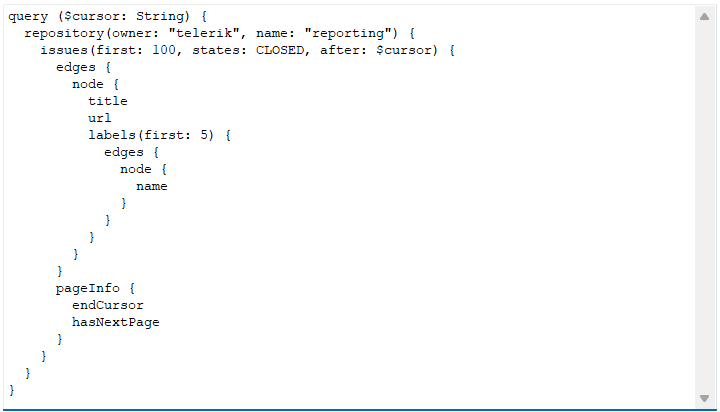 query ($cursor: String) {
  repository(owner: "telerik", name: "reporting") {
    issues(first: 100, states: CLOSED, after: $cursor) {
      edges {
        node {
          title
          url
          labels(first: 5) {
            edges {
              node {
                name
              }
            }
          }
        }
      }
      pageInfo {
        endCursor
        hasNextPage
      }
    }
  }
}